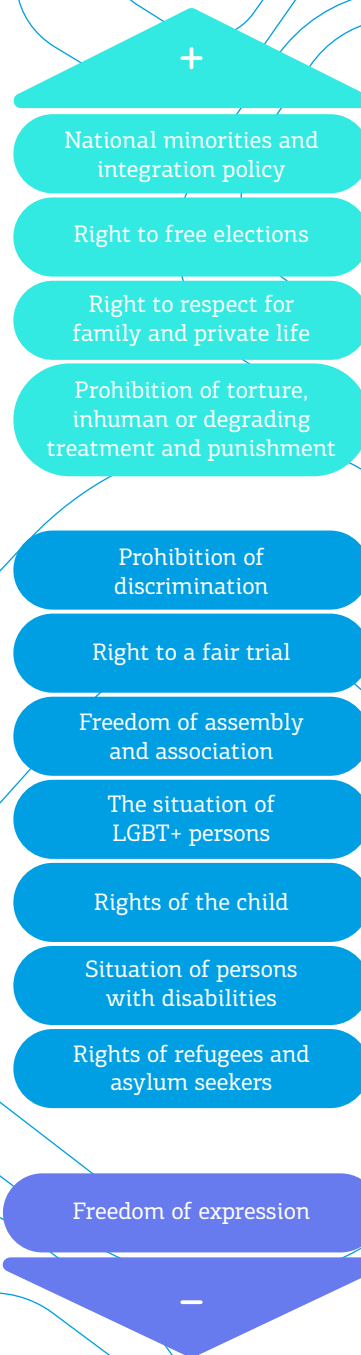 +
National minorities and
integration policy
Right to free elections
Right to respect for
family and private life
Prohibition of torture,
inhuman or degrading
treatment and punishment
Prohibition of
discrimination
Right to a fair trial
Freedom of assembly
and association
The situation of
LGBT+ persons
Rights of the child
Situation of persons
with disabilities
Rights of refugees and
asylum seekers
Freedom of expression
–